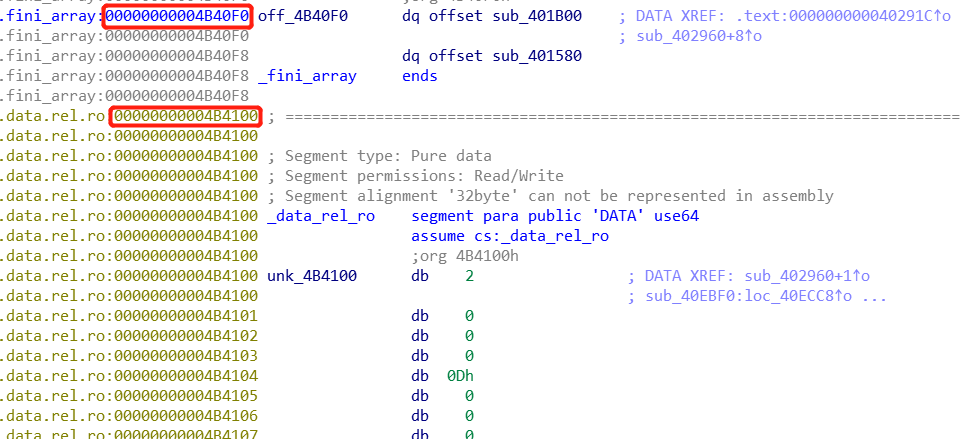 .fini_array:00000000004B40F0 off_4B40F0 dq offset sub_401B00 ; DATA XREF: .text:000000000040291C↑o
.fini_array:00000000004B40F0 ; sub_402960+8↑o
.fini_array:00000000004B40F8 dq offset sub_401580
.fini_array:00000000004B40F8 _fini_array ends
.fini_array:00000000004B40F8
.data.rel.ro:00000000004B4100 ; ===========================================================================
.data.rel.ro:00000000004B4100
.data.rel.ro:00000000004B4100 ; Segment type: Pure data
.data.rel.ro:00000000004B4100 ; Segment permissions: Read/Write
.data.rel.ro:00000000004B4100 ; Segment alignment '32byte' can not be represented in assembly
.data.rel.ro:00000000004B4100 _data_rel_ro segment para public 'DATA' use64
.data.rel.ro:00000000004B4100 assume cs:_data_rel_ro
.data.rel.ro:00000000004B4100 ;org 4B4100h
.data.rel.ro:00000000004B4100 unk_4B4100 db 2 ; DATA XREF: sub_402960+1↑o
.data.rel.ro:00000000004B4100 ; sub_40EBF0:loc_40ECC8↑o ...
.data.rel.ro:00000000004B4101 db 0
.data.rel.ro:00000000004B4102 db 0
.data.rel.ro:00000000004B4103 db 0
.data.rel.ro:00000000004B4104 db 0Dh
.data.rel.ro:00000000004B4105 db 0
.data.rel.ro:00000000004B4106 db 0
.data.rel.ro:00000000004B4107 db 0